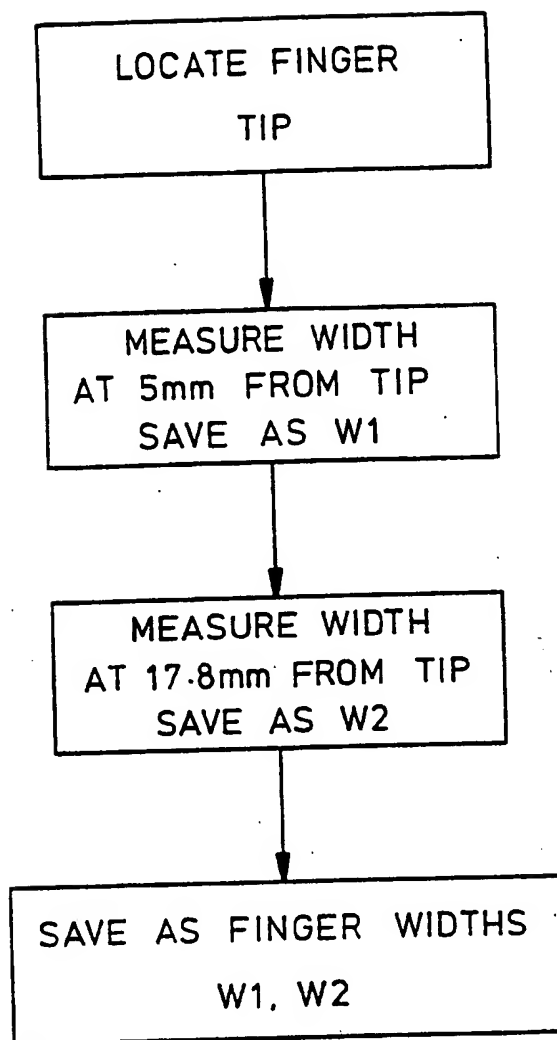 LOCATE FINGER
TIP
MEASURE WIDTH
AT 5mm FROM TIP
SAVE AS W1
MEASURE WIDTH
AT 17·8mm FROM TIP
SAVE AS W2
SAVE AS FINGER WIDTHS
W1, W2